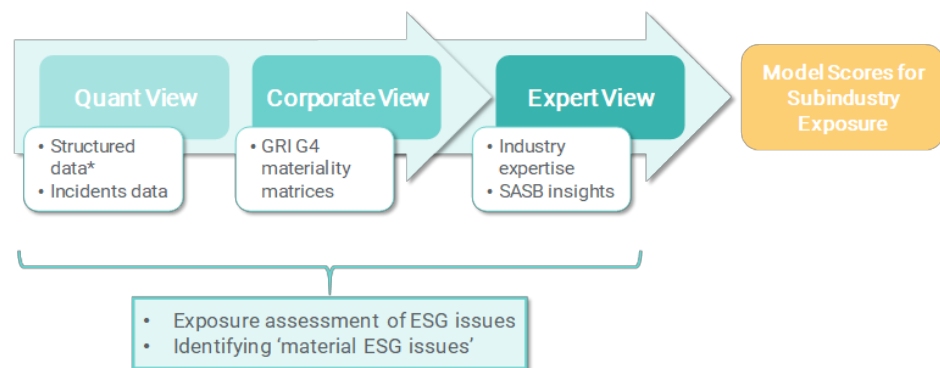 Quant View
Corporate View
Expert View
Model Scores for
Subindustry
Exposure
• Structured
data*
• Incidents data
• GRI G4
materiality
matrices
• Industry
expertise
• SASB insights
• Exposure assessment of ESG issues
• Identifying ‘material ESG issues’